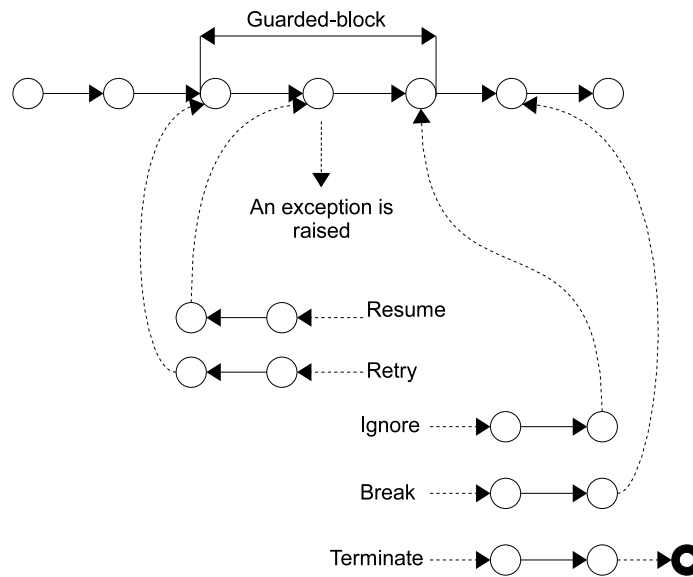 Guarded-block
An exception is
raised
Resume
Retry
Ignore
Break
Terminate